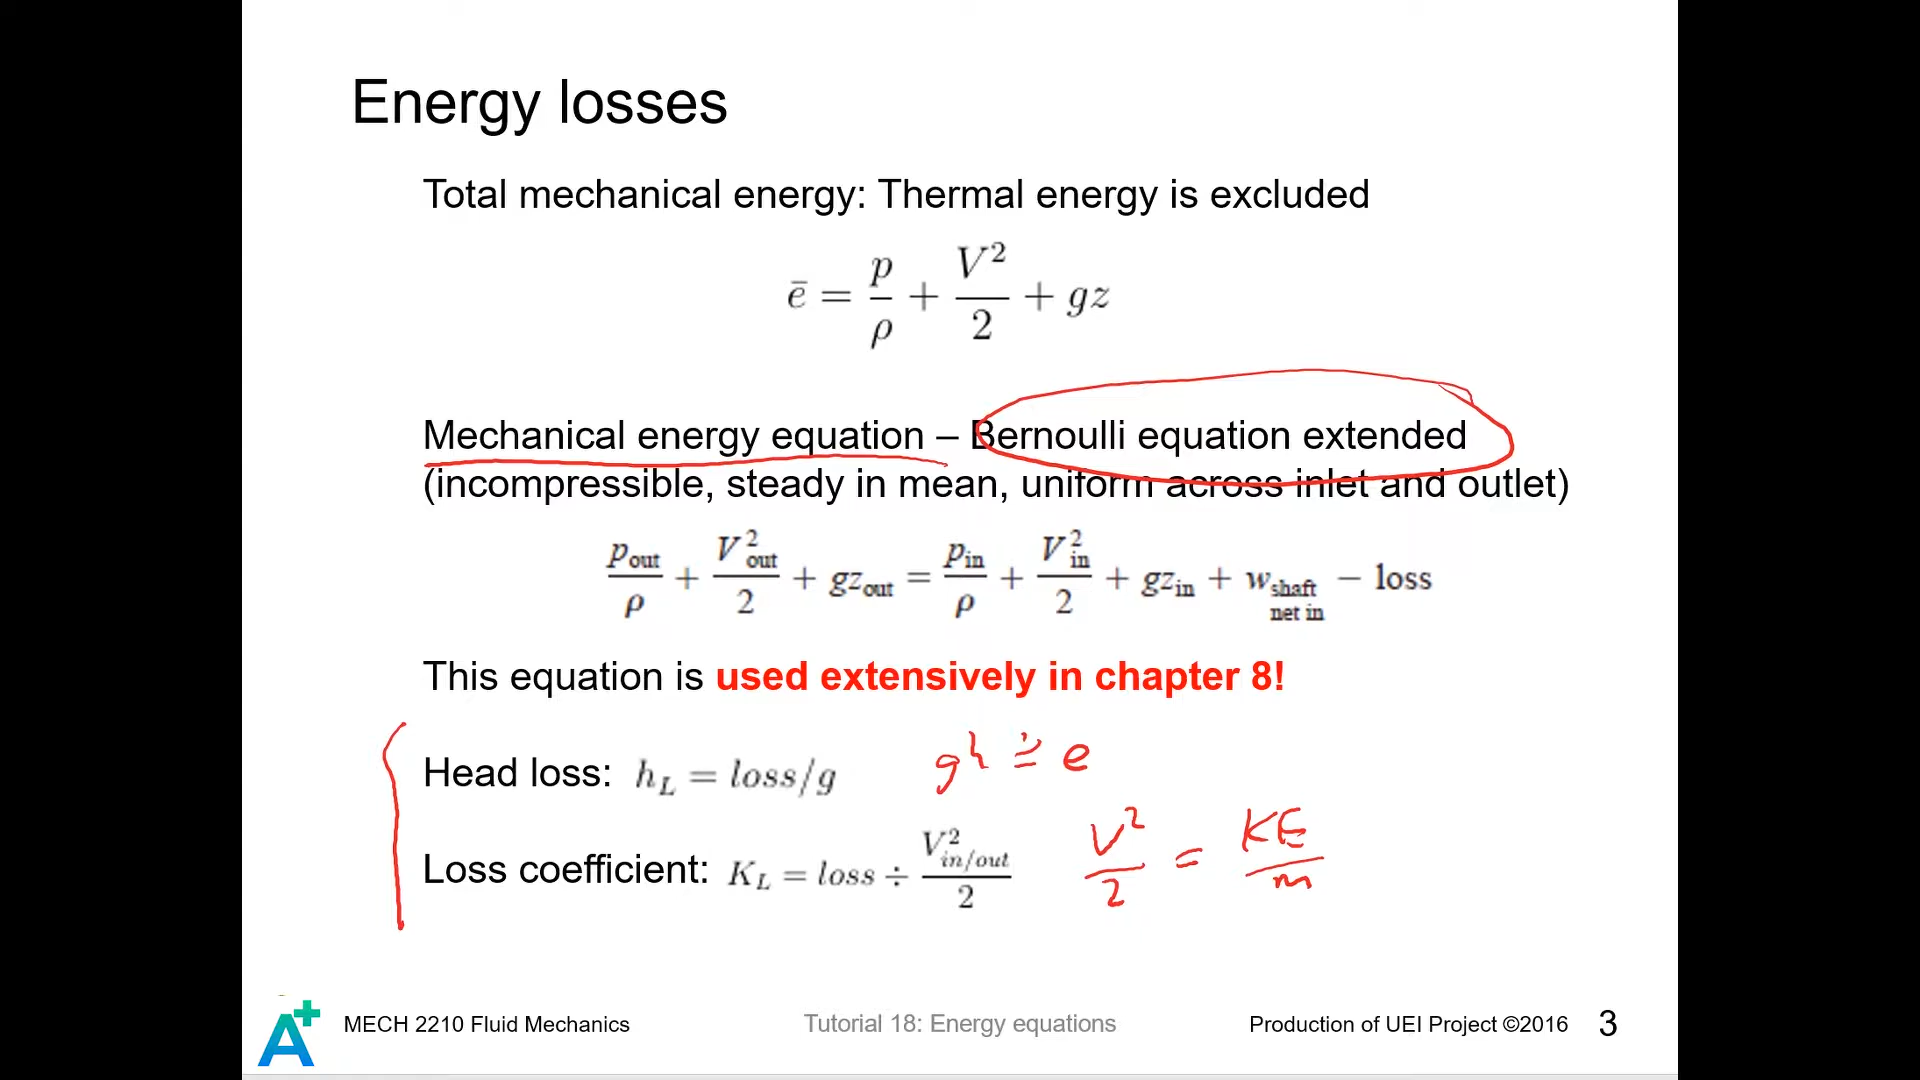 Energy losses
Total mechanical energy: Thermal energy is excluded
ē = p/ρ + V²/2 + gz
Mechanical energy equation – Bernoulli equation extended
(incompressible, steady in mean, uniform across inlet and outlet)
p_out/ρ + V²_out/2 + gz_out = p_in/ρ + V²_in/2 + gz_in + w_shaft net in − loss
This equation is used extensively in chapter 8!
Head loss: h_L = loss/g
gh = e
Loss coefficient: K_L = loss ÷ V²_in/out/2
V²/2 = KE/m
A+ MECH 2210 Fluid Mechanics Tutorial 18: Energy equations Production of UEI Project ©2016 3